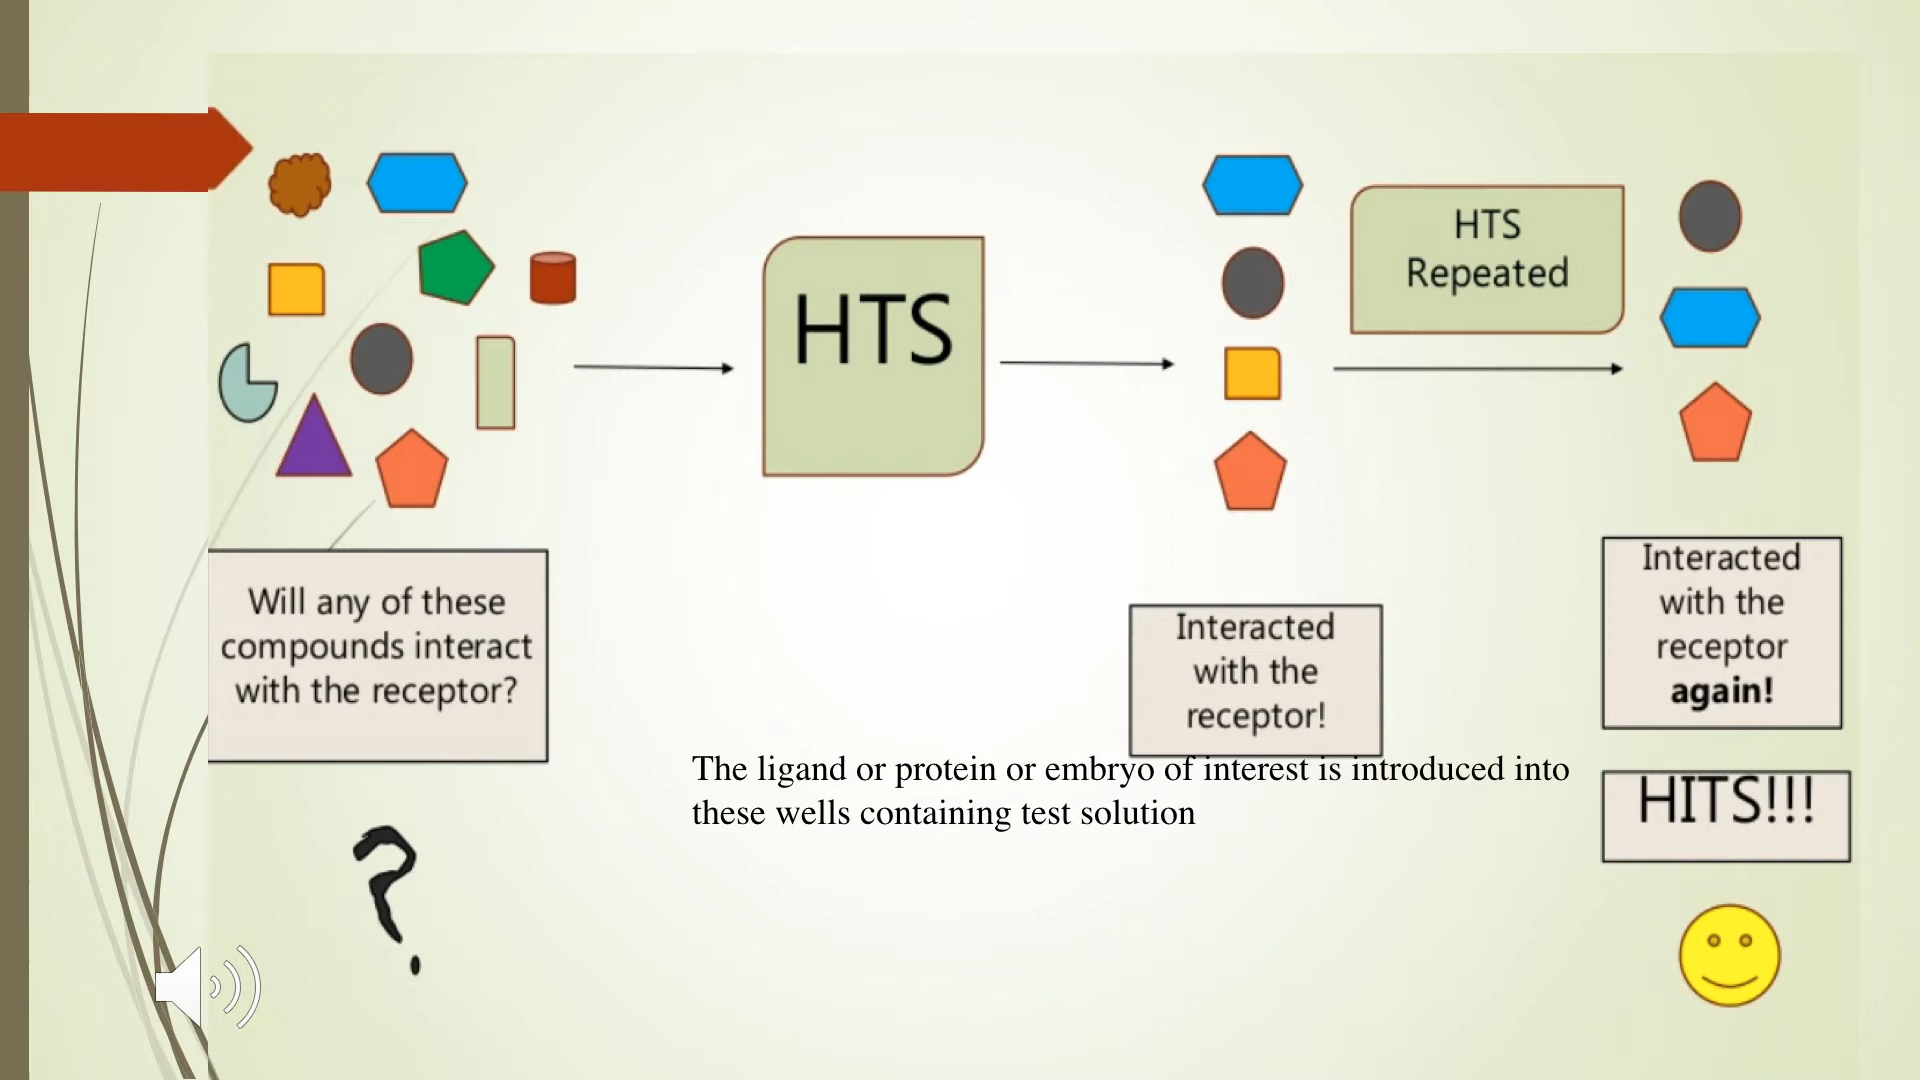 HTS
HTS
Repeated
Will any of these
compounds interact
with the receptor?
Interacted
with the
receptor!
Interacted
with the
receptor
again!
The ligand or protein or embryo of interest is introduced into
these wells containing test solution
HITS!!!
?